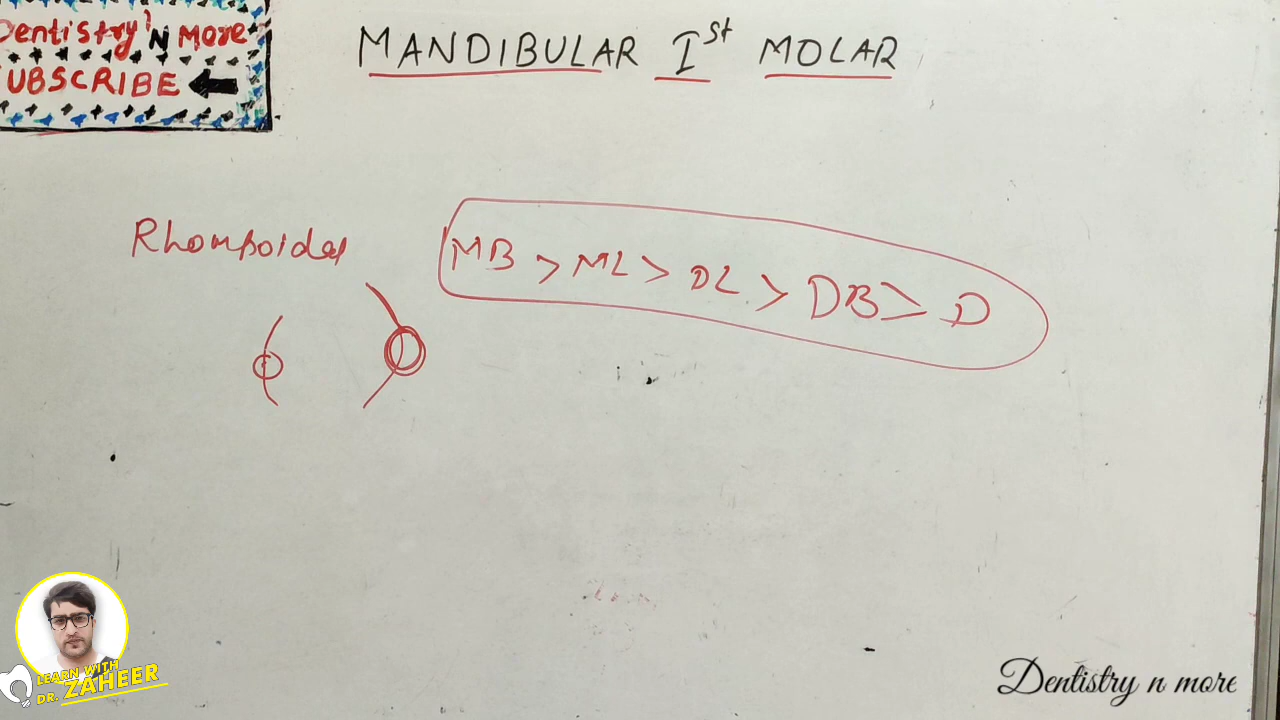 Dentistry'N MORE
SUBSCRIBE
MANDIBULAR Ist MOLAR
Rhomboidal
MB > ML > DL > DB > D
LEARN WITH
DR. ZAHEER
Dentistry n more